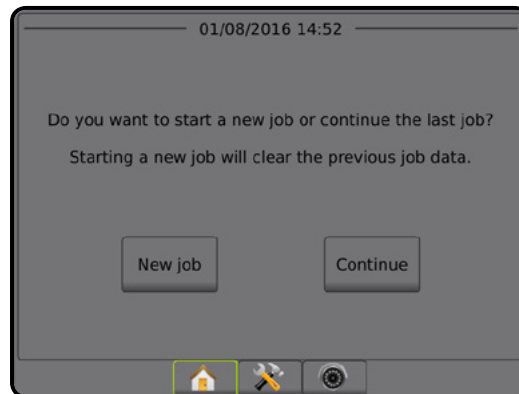 01/08/2016 14:52
Do you want to start a new job or continue the last job?
Starting a new job will clear the previous job data.
New job
Continue